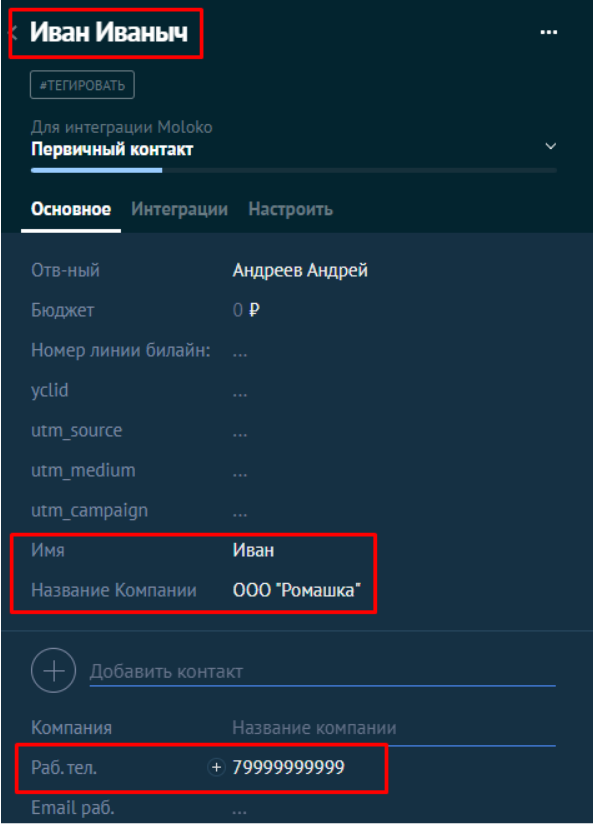 Иван Иваныч
#ТЕГИРОВАТЬ
Для интеграции Moloko
Первичный контакт
Основное Интеграции Настроить
Отв-ный Андреев Андрей
Бюджет 0 ₽
Номер линии билайн: ...
yclid ...
utm_source ...
utm_medium ...
utm_campaign ...
Имя Иван
Название Компании ООО "Ромашка"
Добавить контакт
Компания Название компании
Раб. тел. 79999999999
Email раб. ...